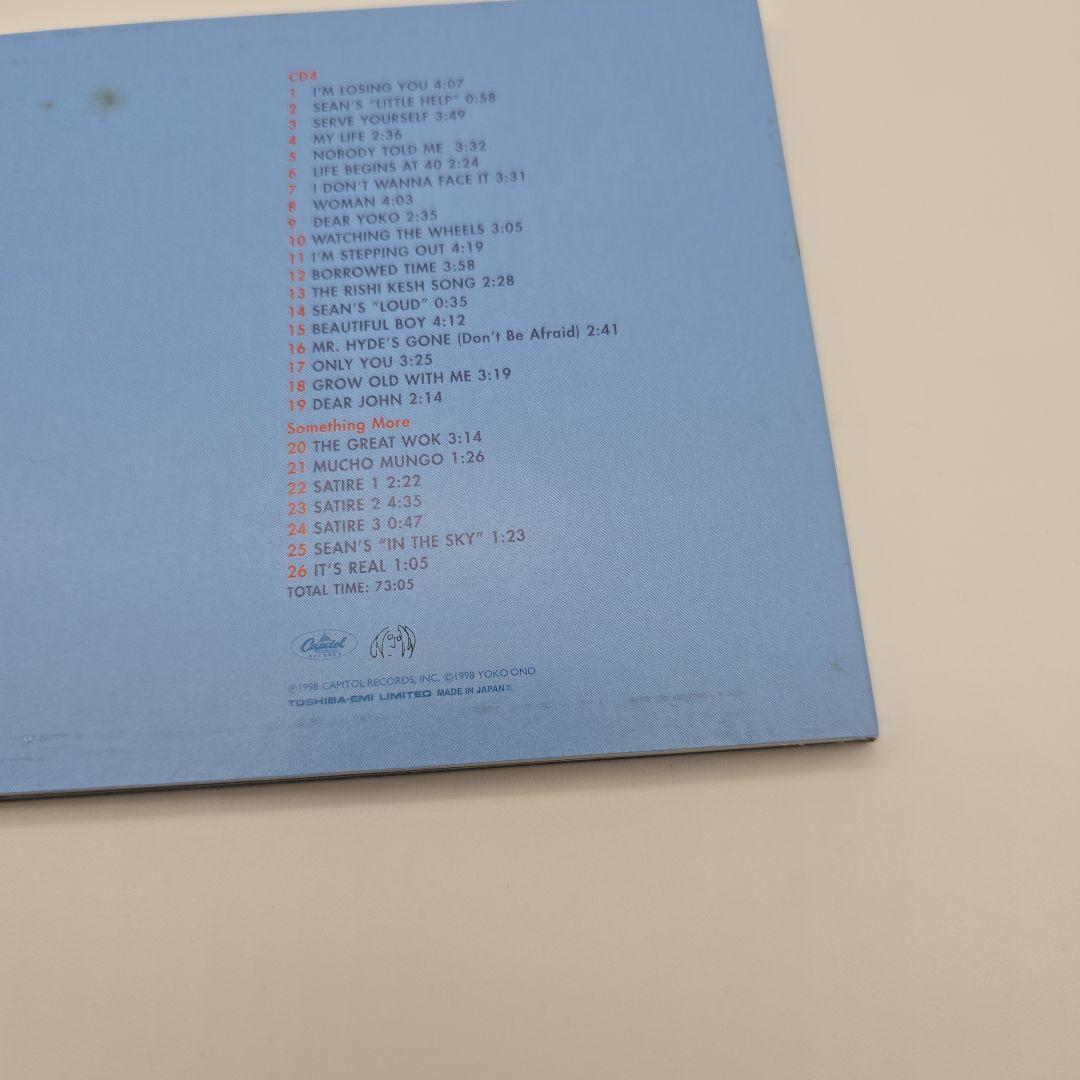 CD4
1 I'M LOSING YOU 4:07
2 SEAN'S "LITTLE HELP" 0:58
3 SERVE YOURSELF 3:49
4 MY LIFE 2:36
5 NOBODY TOLD ME 3:32
6 LIFE BEGINS AT 40 2:24
7 I DON'T WANNA FACE IT 3:31
8 WOMAN 4:03
9 DEAR YOKO 2:35
10 WATCHING THE WHEELS 3:05
11 I'M STEPPING OUT 4:19
12 BORROWED TIME 3:58
13 THE RISHI KESH SONG 2:28
14 SEAN'S "LOUD" 0:35
15 BEAUTIFUL BOY 4:12
16 MR. HYDE'S GONE (Don't Be Afraid) 2:41
17 ONLY YOU 3:25
18 GROW OLD WITH ME 3:19
19 DEAR JOHN 2:14
Something More
20 THE GREAT WOK 3:14
21 MUCHO MUNGO 1:26
22 SATIRE 1 2:22
23 SATIRE 2 4:35
24 SATIRE 3 0:47
25 SEAN'S "IN THE SKY" 1:23
26 IT'S REAL 1:05
TOTAL TIME: 73:05
Capitol
RECORDS
℗1998 CAPITOL RECORDS, INC. ©1998 YOKO ONO
TOSHIBA-EMI LIMITED MADE IN JAPAN